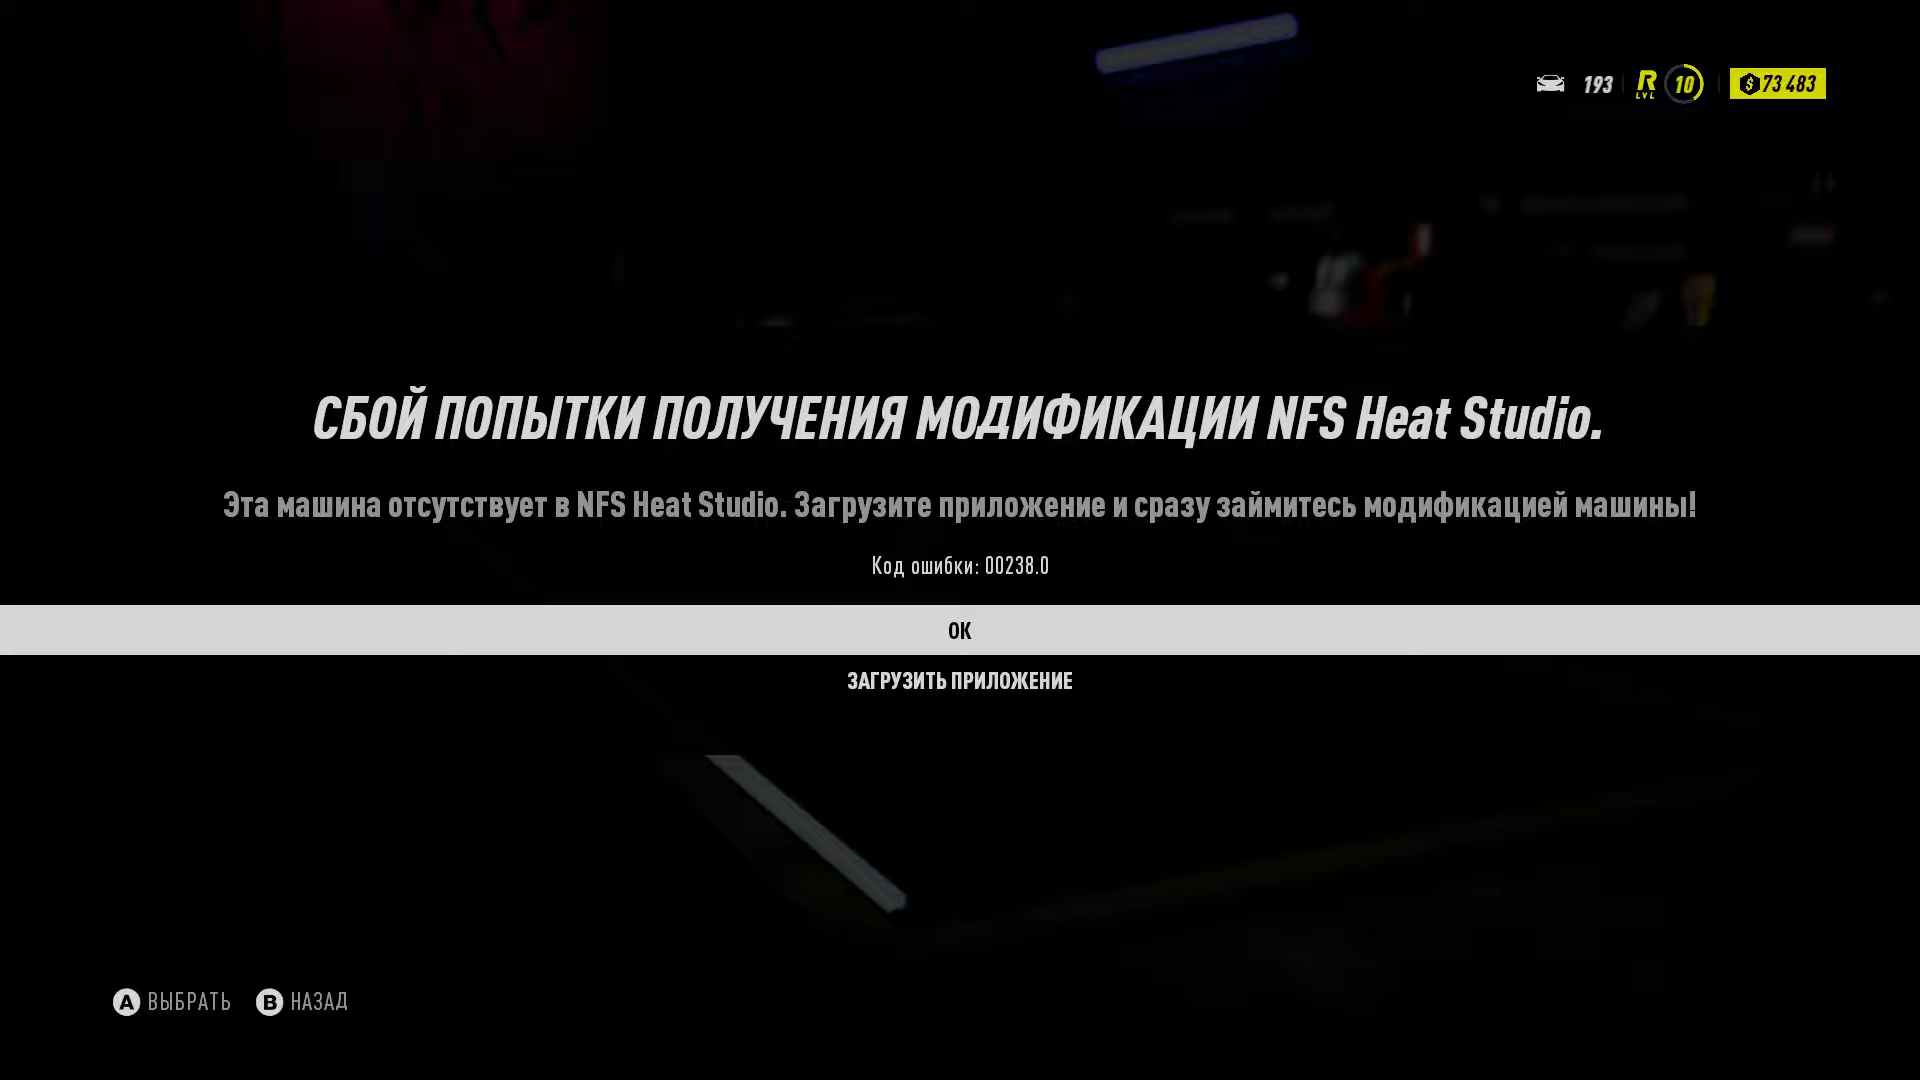 193 R LVL 10 $ 73 483
СБОЙ ПОПЫТКИ ПОЛУЧЕНИЯ МОДИФИКАЦИИ NFS Heat Studio.
Эта машина отсутствует в NFS Heat Studio. Загрузите приложение и сразу займитесь модификацией машины!
Код ошибки: 00238.0
ОК
ЗАГРУЗИТЬ ПРИЛОЖЕНИЕ
A ВЫБРАТЬ B НАЗАД